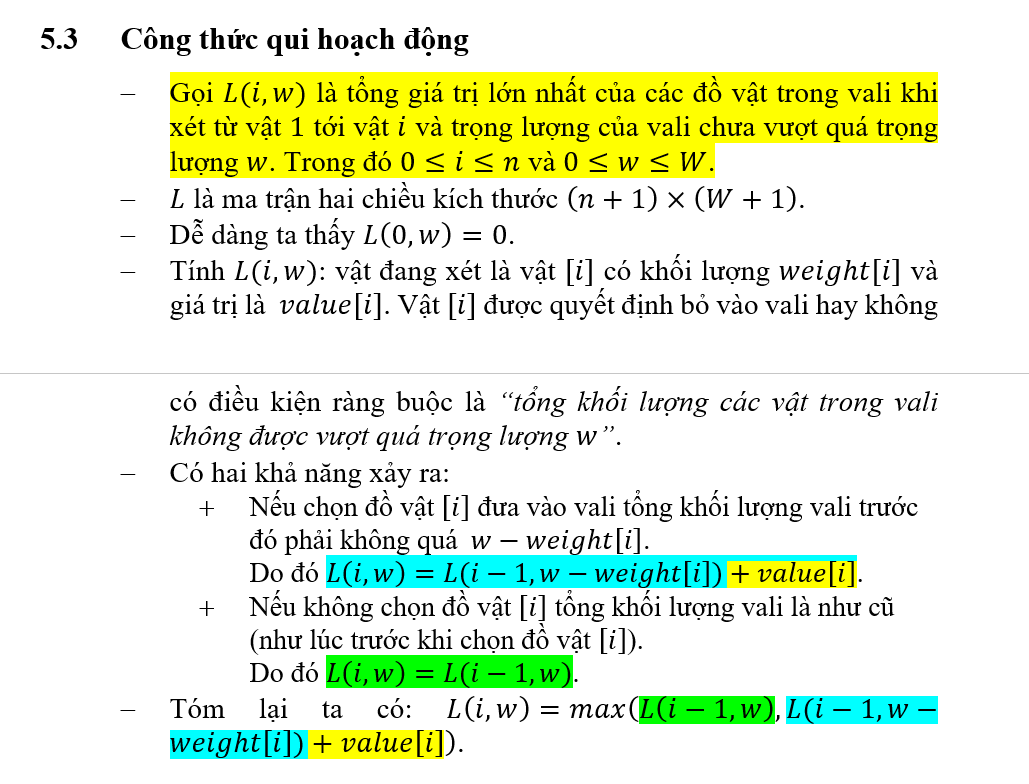 5.3 Công thức qui hoạch động
– Gọi L(i, w) là tổng giá trị lớn nhất của các đồ vật trong vali khi
xét từ vật 1 tới vật i và trọng lượng của vali chưa vượt quá trọng
lượng w. Trong đó 0 ≤ i ≤ n và 0 ≤ w ≤ W.
– L là ma trận hai chiều kích thước (n + 1) × (W + 1).
– Dễ dàng ta thấy L(0, w) = 0.
– Tính L(i, w): vật đang xét là vật [i] có khối lượng weight[i] và
giá trị là value[i]. Vật [i] được quyết định bỏ vào vali hay không
có điều kiện ràng buộc là “tổng khối lượng các vật trong vali
không được vượt quá trọng lượng w”.
– Có hai khả năng xảy ra:
+ Nếu chọn đồ vật [i] đưa vào vali tổng khối lượng vali trước
đó phải không quá w − weight[i].
Do đó L(i, w) = L(i − 1, w − weight[i]) + value[i].
+ Nếu không chọn đồ vật [i] tổng khối lượng vali là như cũ
(như lúc trước khi chọn đồ vật [i]).
Do đó L(i, w) = L(i − 1, w).
– Tóm lại ta có: L(i, w) = max(L(i − 1, w), L(i − 1, w −
weight[i]) + value[i]).